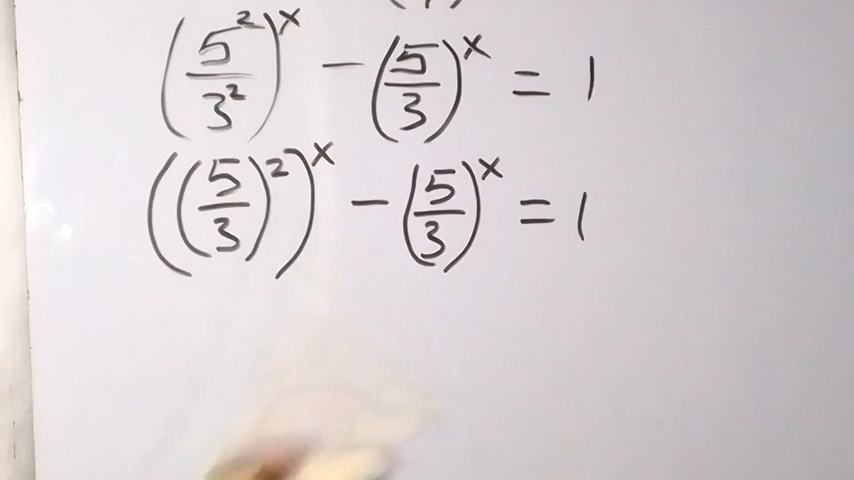 (5²/3²)ˣ - (5/3)ˣ = 1
((5/3)²)ˣ - (5/3)ˣ = 1